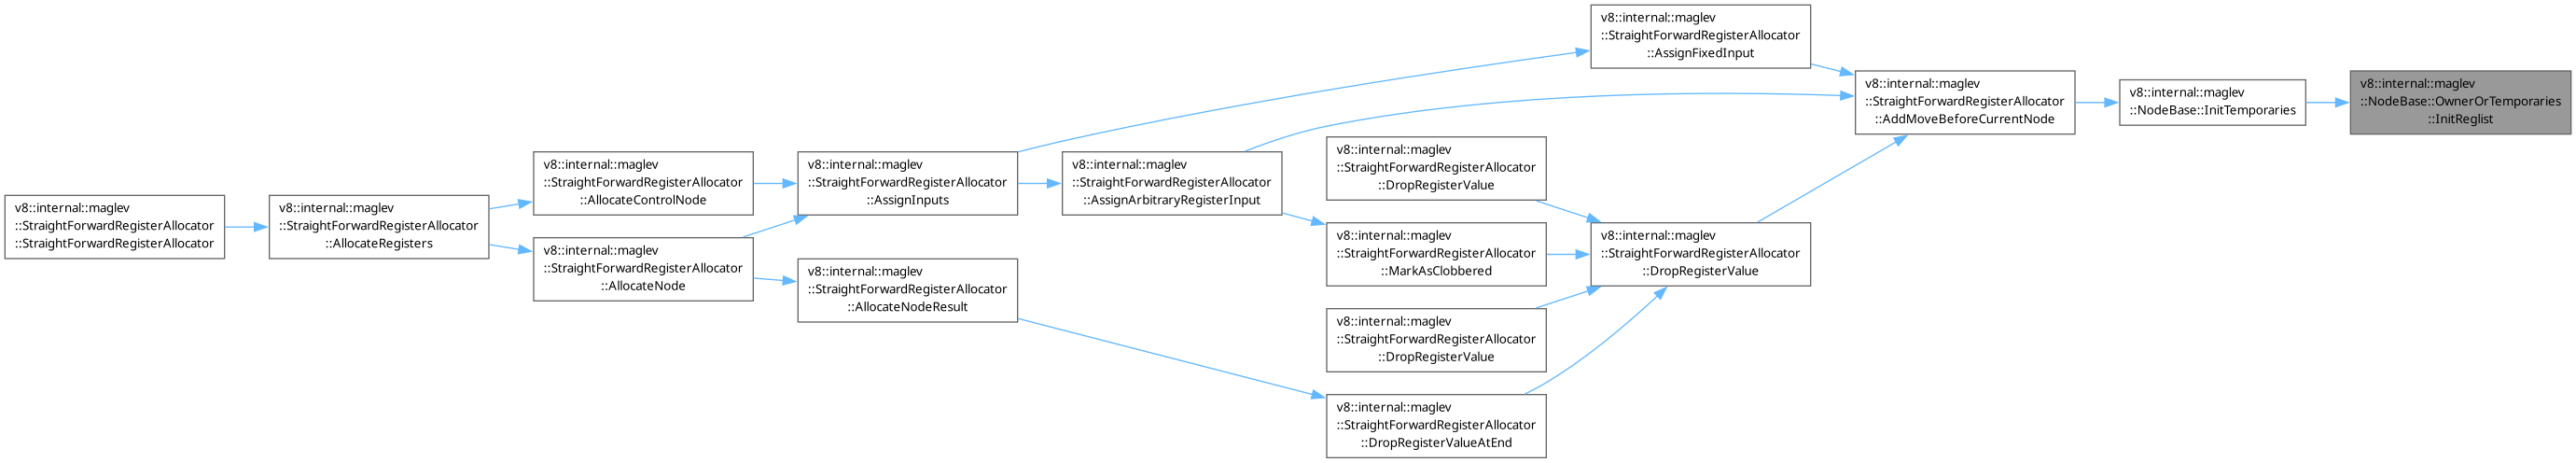 v8::internal::maglev
::StraightForwardRegisterAllocator
::StraightForwardRegisterAllocator
v8::internal::maglev
::StraightForwardRegisterAllocator
::AllocateRegisters
v8::internal::maglev
::StraightForwardRegisterAllocator
::AllocateControlNode
v8::internal::maglev
::StraightForwardRegisterAllocator
::AllocateNode
v8::internal::maglev
::StraightForwardRegisterAllocator
::AssignInputs
v8::internal::maglev
::StraightForwardRegisterAllocator
::AllocateNodeResult
v8::internal::maglev
::StraightForwardRegisterAllocator
::AssignArbitraryRegisterInput
v8::internal::maglev
::StraightForwardRegisterAllocator
::DropRegisterValue
v8::internal::maglev
::StraightForwardRegisterAllocator
::MarkAsClobbered
v8::internal::maglev
::StraightForwardRegisterAllocator
::DropRegisterValue
v8::internal::maglev
::StraightForwardRegisterAllocator
::DropRegisterValueAtEnd
v8::internal::maglev
::StraightForwardRegisterAllocator
::AssignFixedInput
v8::internal::maglev
::StraightForwardRegisterAllocator
::DropRegisterValue
v8::internal::maglev
::StraightForwardRegisterAllocator
::AddMoveBeforeCurrentNode
v8::internal::maglev
::NodeBase::InitTemporaries
v8::internal::maglev
::NodeBase::OwnerOrTemporaries
::InitReglist